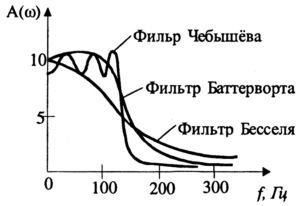 A(ω)
Фильр Чебышёва
10
Фильтр Баттерворта
5
Фильтр Бесселя
0 100 200 300
f, Гц